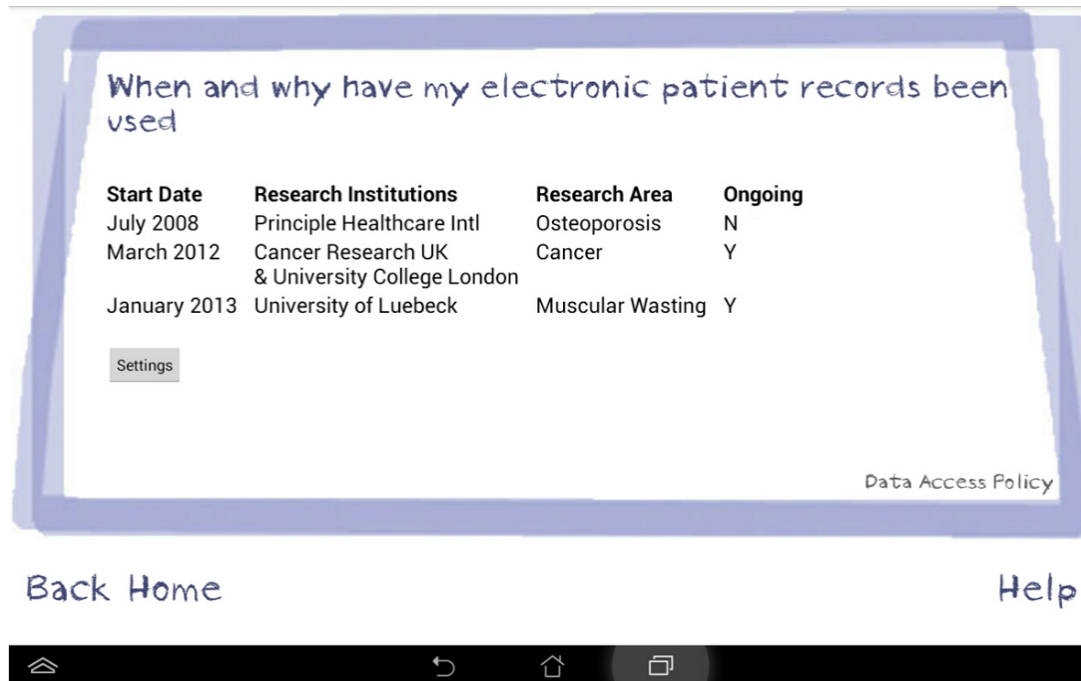 When and why have my electronic patient records been
used
Start Date Research Institutions Research Area Ongoing
July 2008 Principle Healthcare Intl Osteoporosis N
March 2012 Cancer Research UK Cancer Y
& University College London
January 2013 University of Luebeck Muscular Wasting Y
Settings
Data Access Policy
Back Home Help